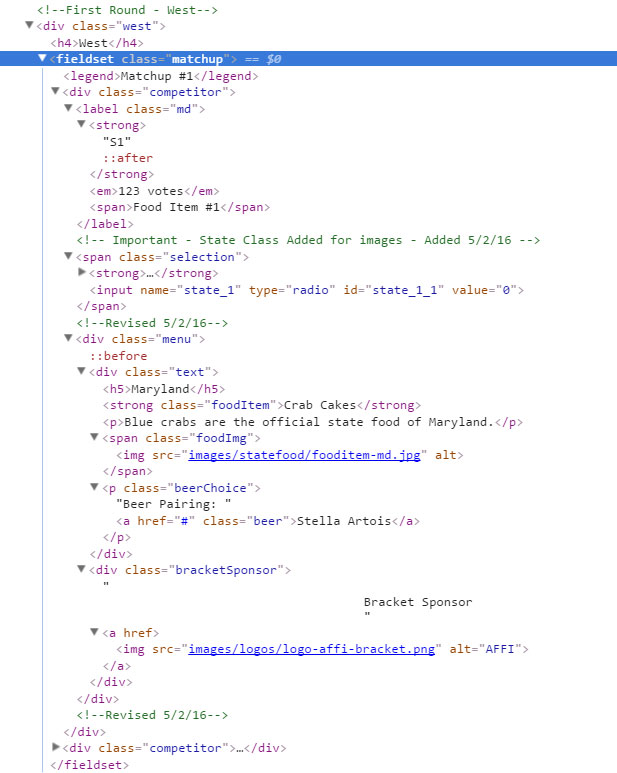 <!--First Round - West-->
▼<div class="west">
<h4>West</h4>
▼<fieldset class="matchup"> == $0
<legend>Matchup #1</legend>
▼<div class="competitor">
▼<label class="md">
▼<strong>
"S1"
::after
</strong>
<em>123 votes</em>
<span>Food Item #1</span>
</label>
<!-- Important - State Class Added for images - Added 5/2/16 -->
▼<span class="selection">
▶<strong>…</strong>
<input name="state_1" type="radio" id="state_1_1" value="0">
</span>
<!--Revised 5/2/16-->
▼<div class="menu">
::before
▼<div class="text">
<h5>Maryland</h5>
<strong class="foodItem">Crab Cakes</strong>
<p>Blue crabs are the official state food of Maryland.</p>
▼<span class="foodImg">
<img src="images/statefood/fooditem-md.jpg" alt>
</span>
▼<p class="beerChoice">
"Beer Pairing: "
<a href="#" class="beer">Stella Artois</a>
</p>
</div>
▼<div class="bracketSponsor">
"
Bracket Sponsor
"
▼<a href>
<img src="images/logos/logo-affi-bracket.png" alt="AFFI">
</a>
</div>
</div>
<!--Revised 5/2/16-->
</div>
▶<div class="competitor">…</div>
</fieldset>